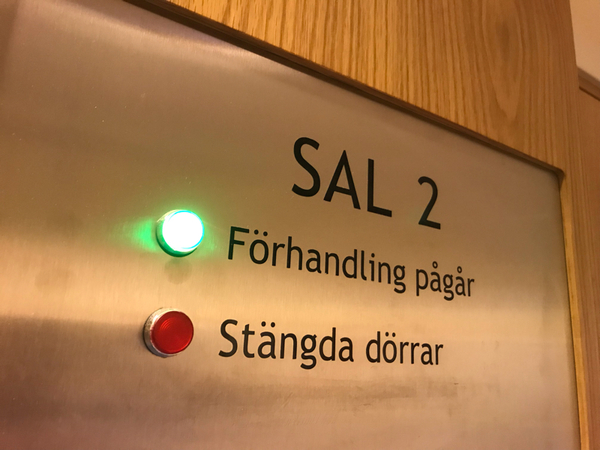 SAL 2
Förhandling pågår
Stängda dörrar